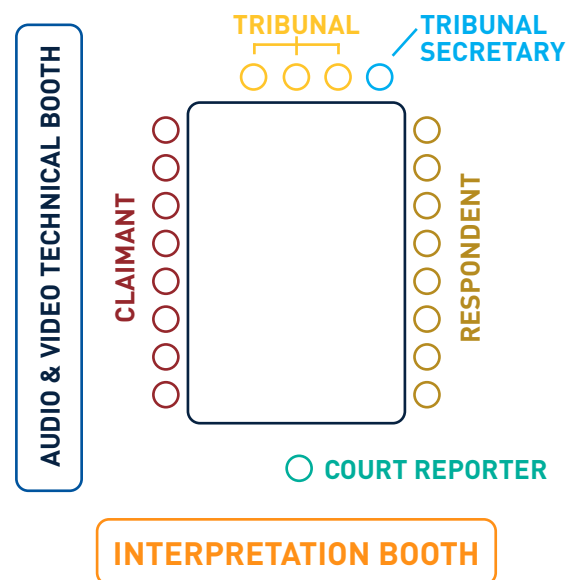 TRIBUNAL
TRIBUNAL
SECRETARY
AUDIO & VIDEO TECHNICAL BOOTH
CLAIMANT
RESPONDENT
COURT REPORTER
INTERPRETATION BOOTH